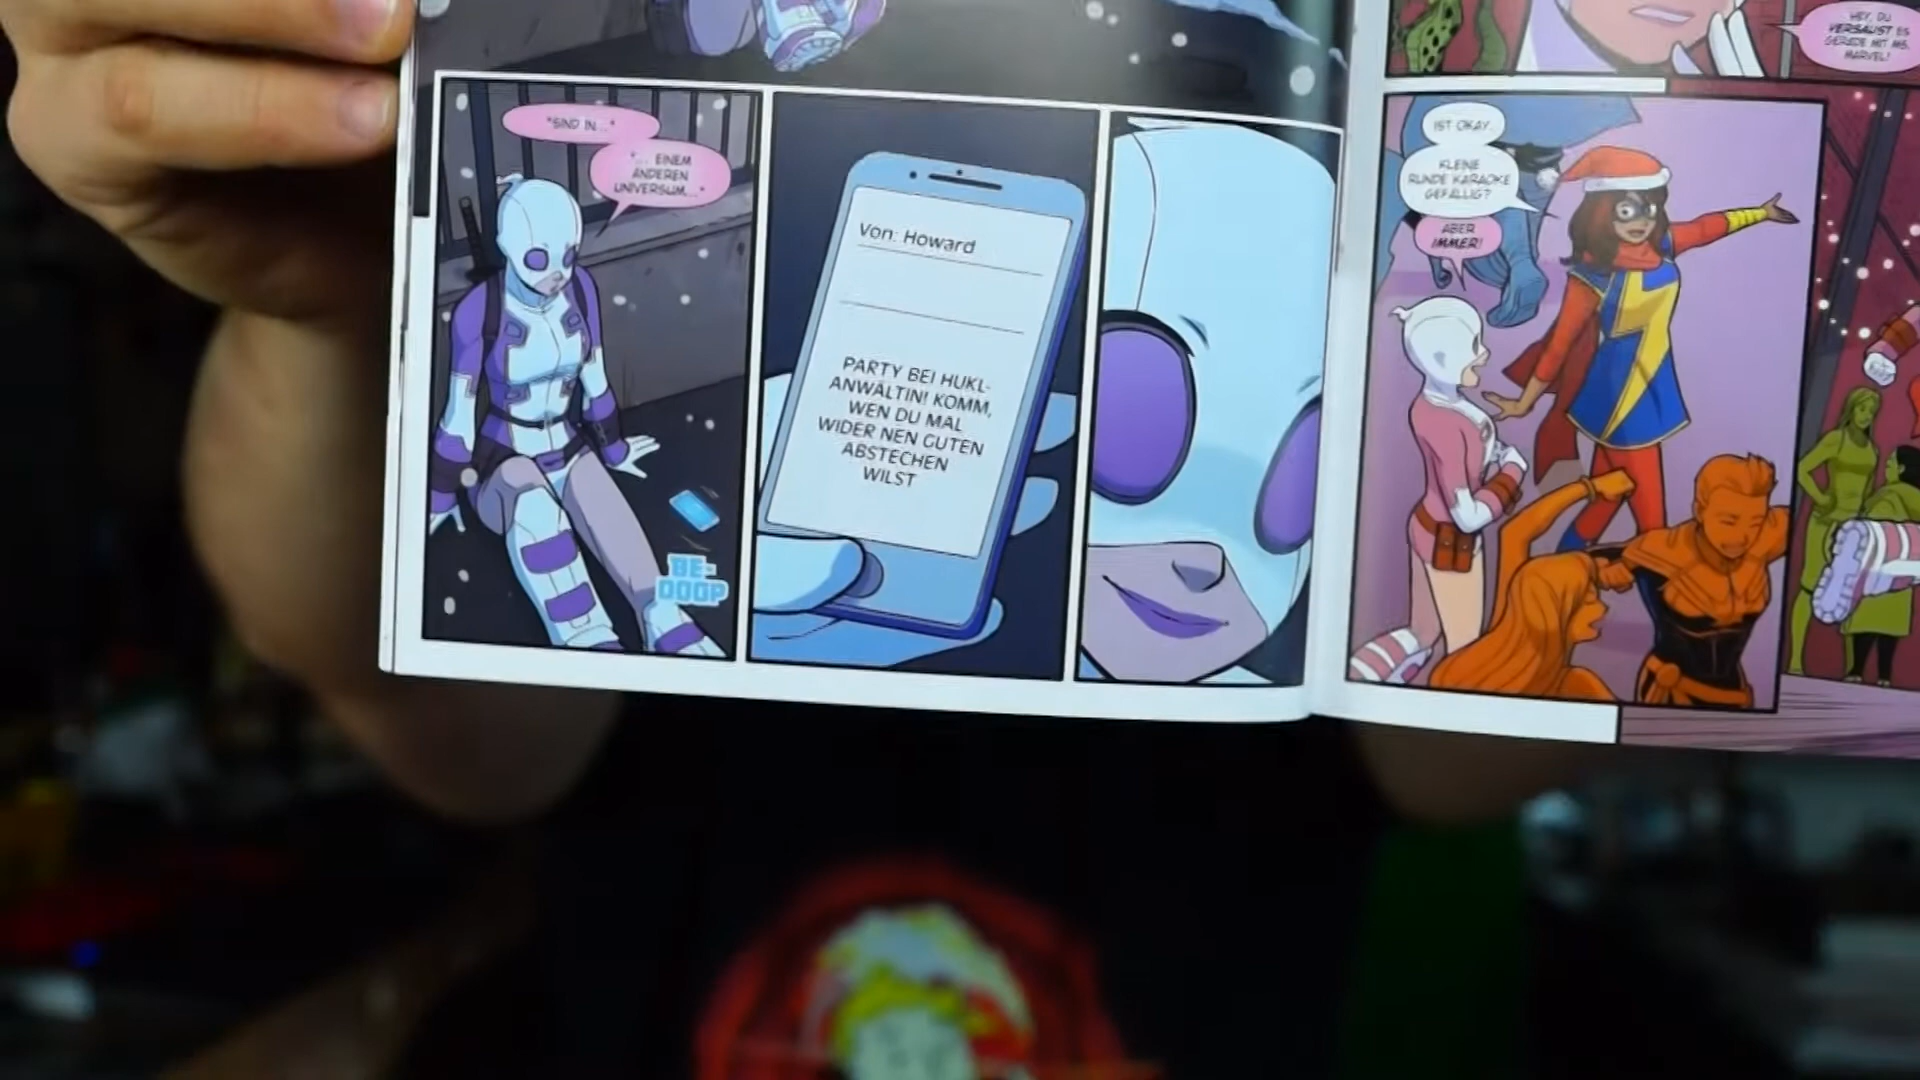 "SIND IN..."
"... EINEM
ANDEREN
UNIVERSUM..."
BE-
DOOP
Von: Howard
PARTY BEI HUKL-
ANWÄLTIN! KOMM,
WEN DU MAL
WIDER NEN GUTEN
ABSTECHEN
WILST
HEY, DU
VERSAUST ES
GERADE MIT MS.
MARVEL!
IST OKAY.
KLEINE
RUNDE KARAOKE
GEFÄLLIG?
ABER
IMMER!